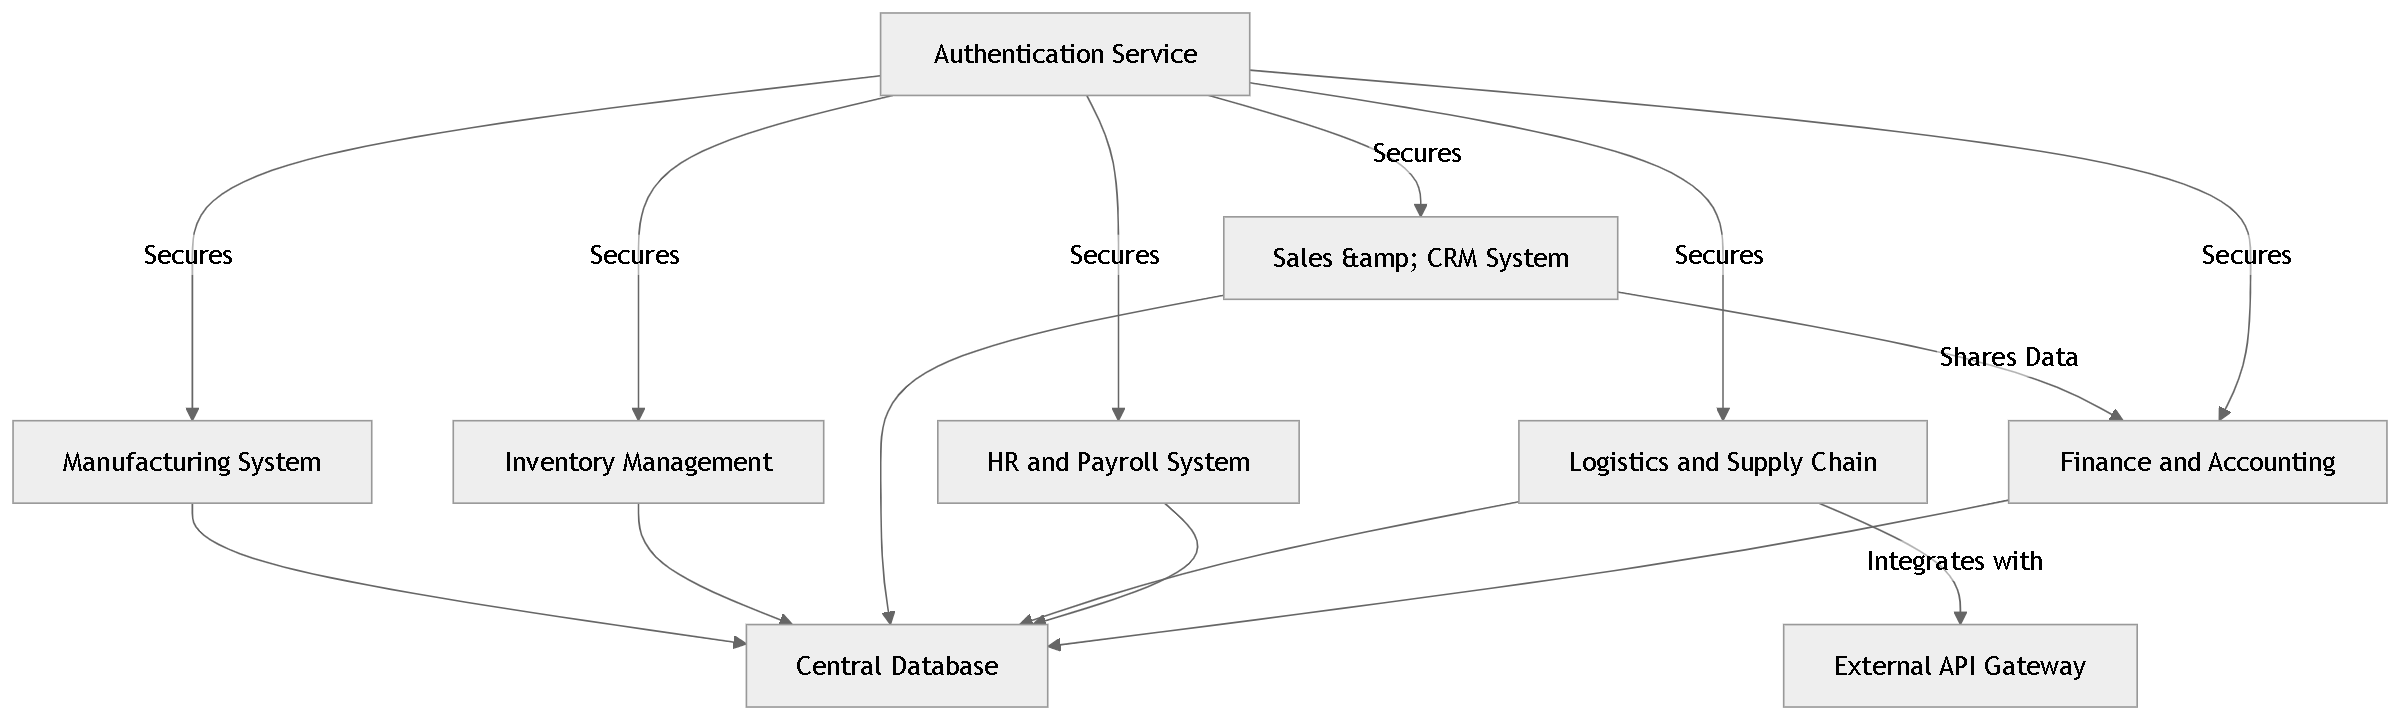 Authentication Service
Secures
Secures
Secures
Secures
Secures
Secures
Sales &amp; CRM System
Shares Data
Manufacturing System
Inventory Management
HR and Payroll System
Logistics and Supply Chain
Finance and Accounting
Integrates with
Central Database
External API Gateway